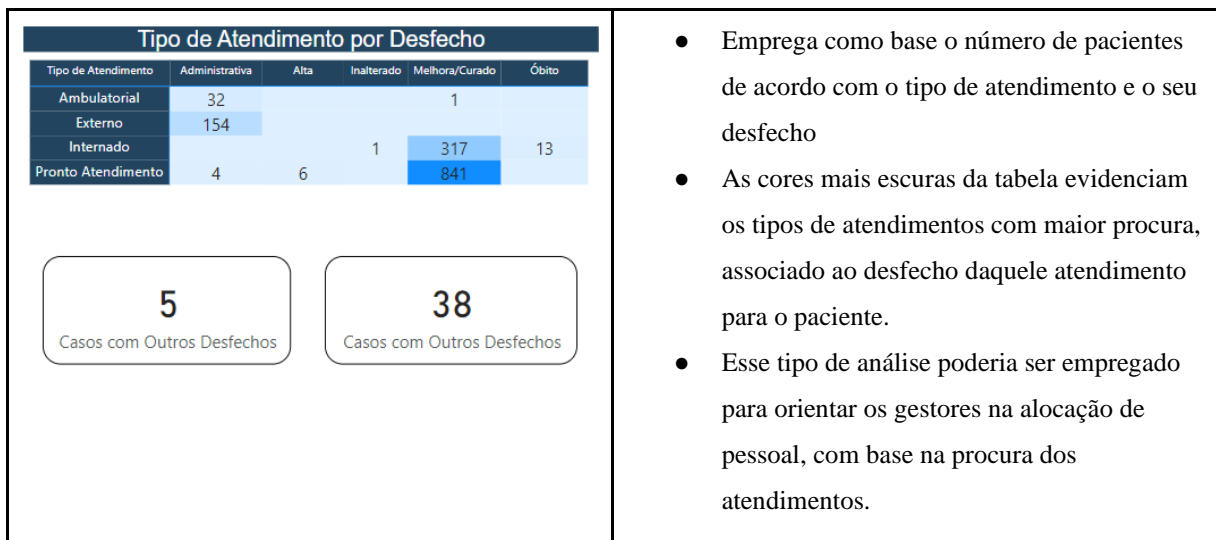 Tipo de Atendimento por Desfecho
Tipo de Atendimento Administrativa Alta Inalterado Melhora/Curado Óbito
Ambulatorial 32 1
Externo 154
Internado 1 317 13
Pronto Atendimento 4 6 841
5
Casos com Outros Desfechos
38
Casos com Outros Desfechos
● Emprega como base o número de pacientes
de acordo com o tipo de atendimento e o seu
desfecho
● As cores mais escuras da tabela evidenciam
os tipos de atendimentos com maior procura,
associado ao desfecho daquele atendimento
para o paciente.
● Esse tipo de análise poderia ser empregado
para orientar os gestores na alocação de
pessoal, com base na procura dos
atendimentos.